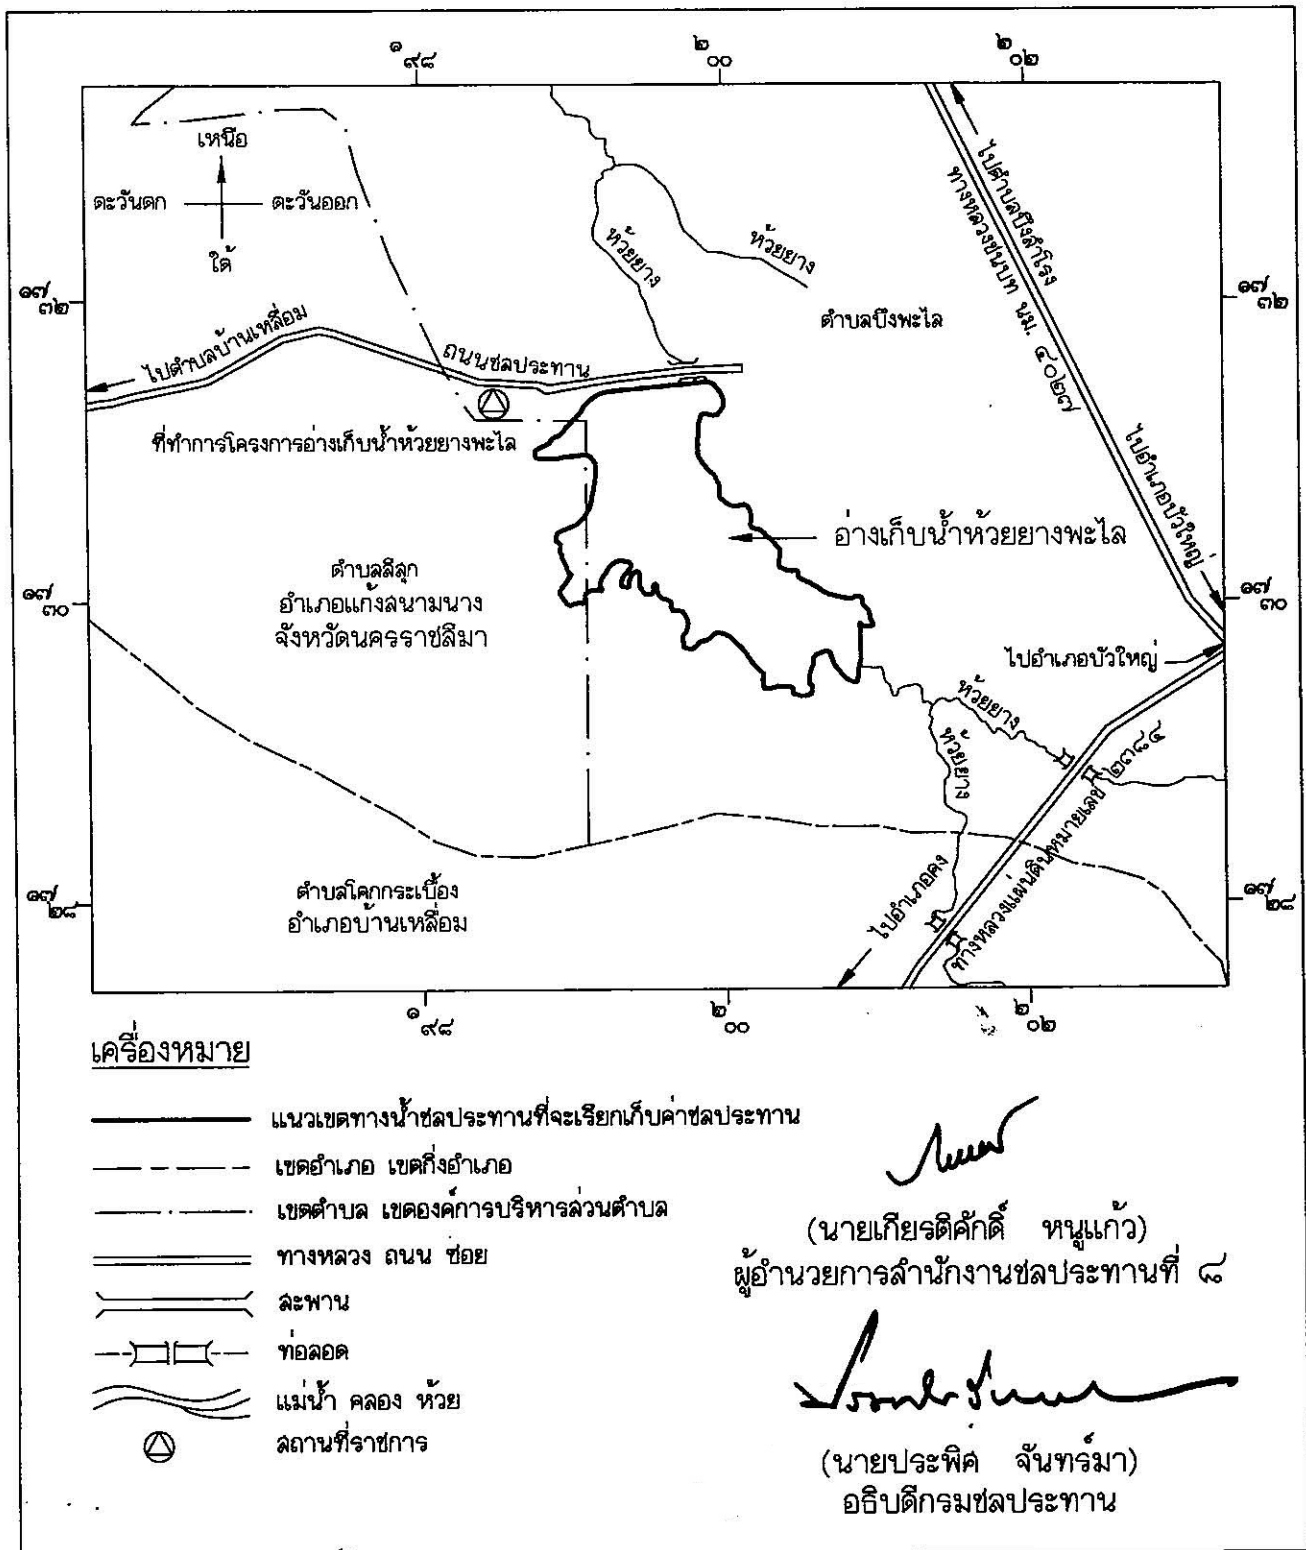 ๑๙๘
๒๐๐
๒๐๒
เหนือ
ตะวันตก
ตะวันออก
ใต้
๑๗๓๒
๑๗๓๒
ไปตำบลบึงสำโรง
ทางหลวงชนบท นม. ๔๐๒๗
ห้วยยาง
ห้วยยาง
ตำบลบึงพะไล
ไปตำบลบ้านเหลื่อม
ถนนชลประทาน
ที่ทำการโครงการอ่างเก็บน้ำห้วยยางพะไล
ไปอำเภอบัวใหญ่
อ่างเก็บน้ำห้วยยางพะไล
ตำบลสีสุก
อำเภอแก้งสนามนาง
จังหวัดนครราชสีมา
๑๗๓๐
๑๗๓๐
ไปอำเภอบัวใหญ่
ห้วยยาง
ห้วยยาง
ทางหลวงแผ่นดินหมายเลข ๒๓๘๔
ไปอำเภอคง
ตำบลโคกกระเบื้อง
อำเภอบ้านเหลื่อม
๑๗๒๘
๑๗๒๘
๑๙๘
๒๐๐
๒๐๒
เครื่องหมาย
แนวเขตทางน้ำชลประทานที่จะเรียกเก็บค่าชลประทาน
เขตอำเภอ เขตกิ่งอำเภอ
เขตตำบล เขตองค์การบริหารส่วนตำบล
ทางหลวง ถนน ซอย
สะพาน
ท่อลอด
แม่น้ำ คลอง ห้วย
สถานที่ราชการ
(นายเกียรติศักดิ์ หนูแก้ว)
ผู้อำนวยการสำนักงานชลประทานที่ ๘
(นายประพิศ จันทร์มา)
อธิบดีกรมชลประทาน